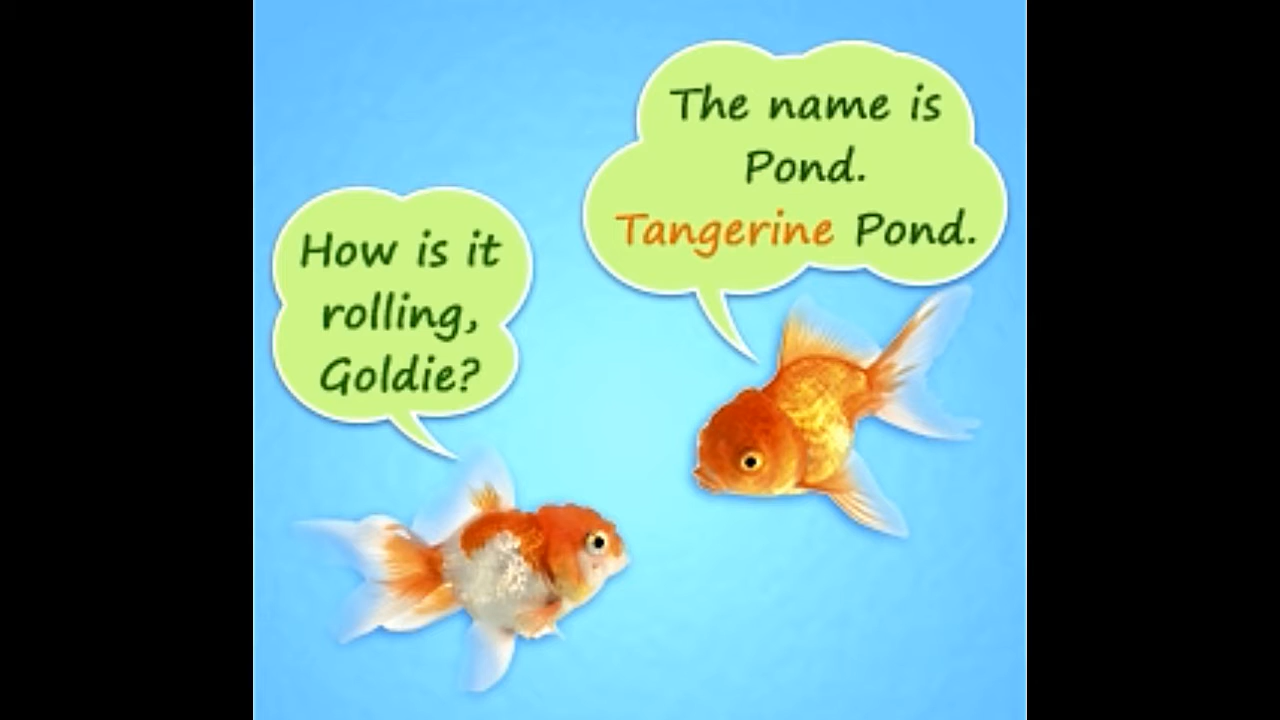 How is it
rolling,
Goldie?
The name is
Pond.
Tangerine Pond.